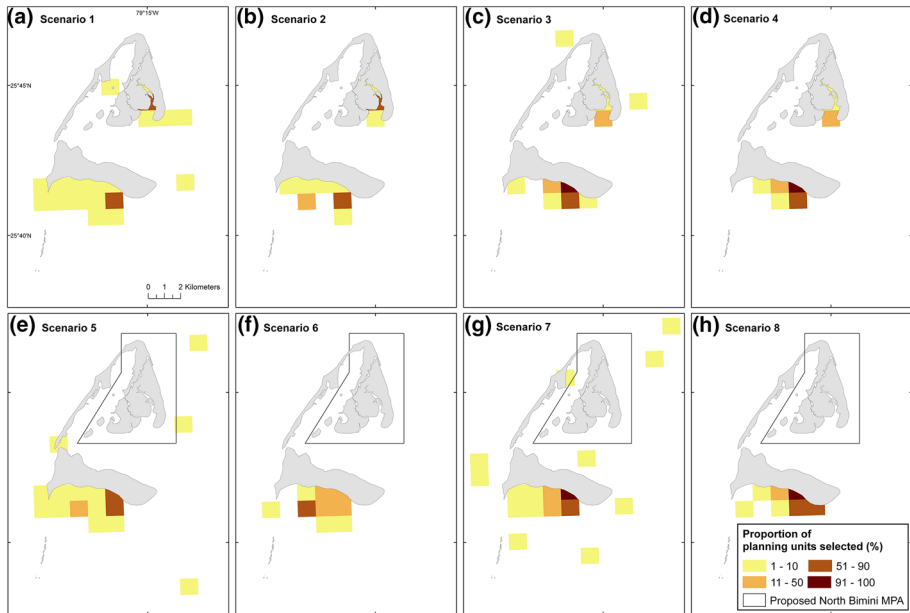 (a) Scenario 1
79°15'W
(b) Scenario 2
(c) Scenario 3
(d) Scenario 4
25°45'N
25°40'N
0 1 2 Kilometers
(e) Scenario 5
(f) Scenario 6
(g) Scenario 7
(h) Scenario 8
Proportion of
planning units selected (%)
1 - 10
51 - 90
11 - 50
91 - 100
Proposed North Bimini MPA